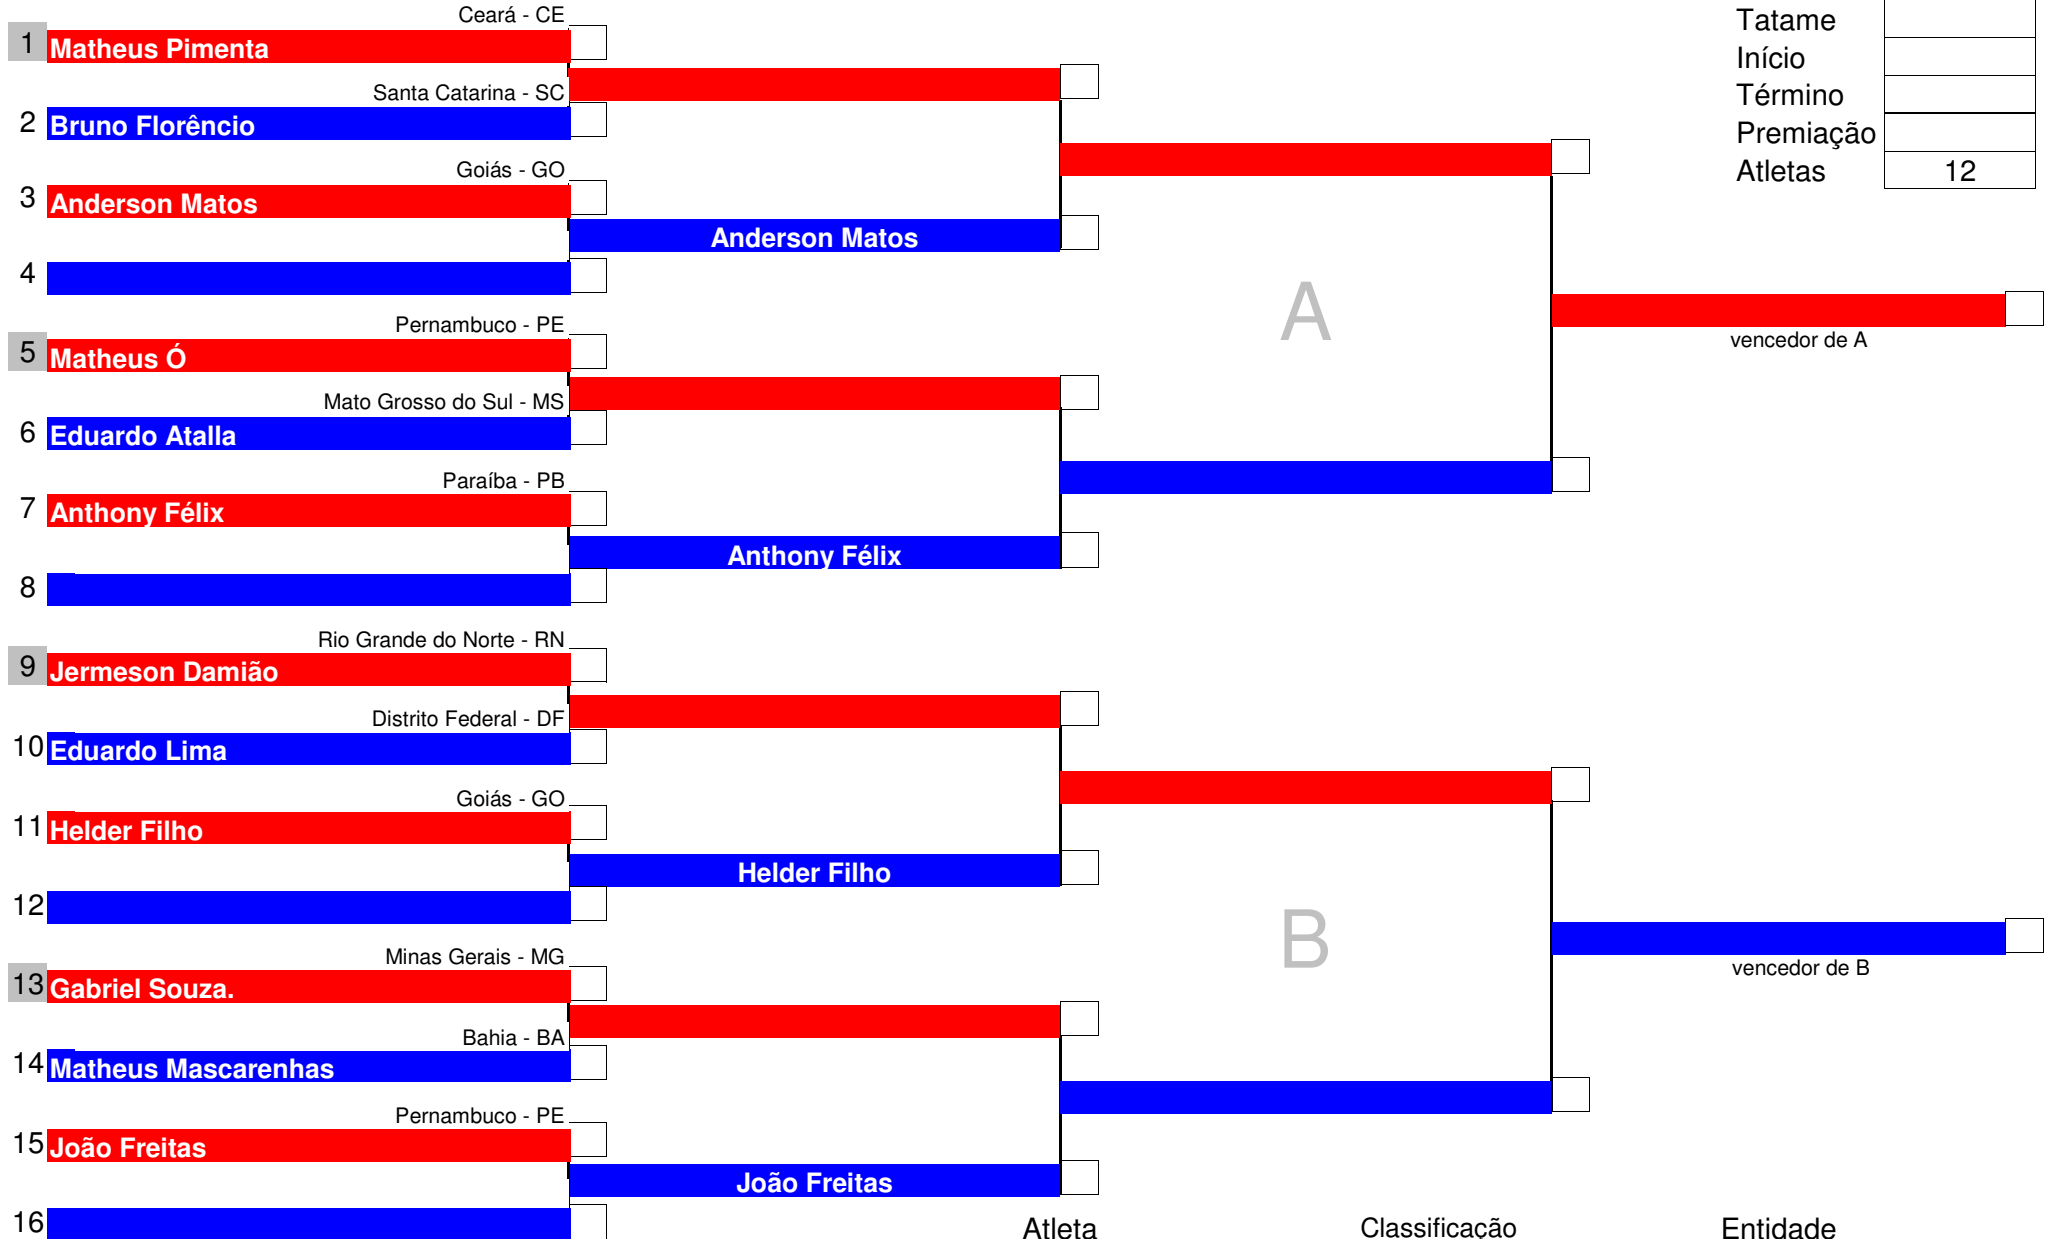 Ceará - CE
1 Matheus Pimenta
Santa Catarina - SC
2 Bruno Florêncio
Goiás - GO
3 Anderson Matos
Anderson Matos
4
Pernambuco - PE
5 Matheus Ó
Mato Grosso do Sul - MS
6 Eduardo Atalla
Paraíba - PB
7 Anthony Félix
Anthony Félix
8
Rio Grande do Norte - RN
9 Jermeson Damião
Distrito Federal - DF
10 Eduardo Lima
Goiás - GO
11 Helder Filho
Helder Filho
12
Minas Gerais - MG
13 Gabriel Souza.
Bahia - BA
14 Matheus Mascarenhas
Pernambuco - PE
15 João Freitas
João Freitas
16
A
B
vencedor de A
vencedor de B
Tatame
Início
Término
Premiação
Atletas 12
Atleta Classificação Entidade